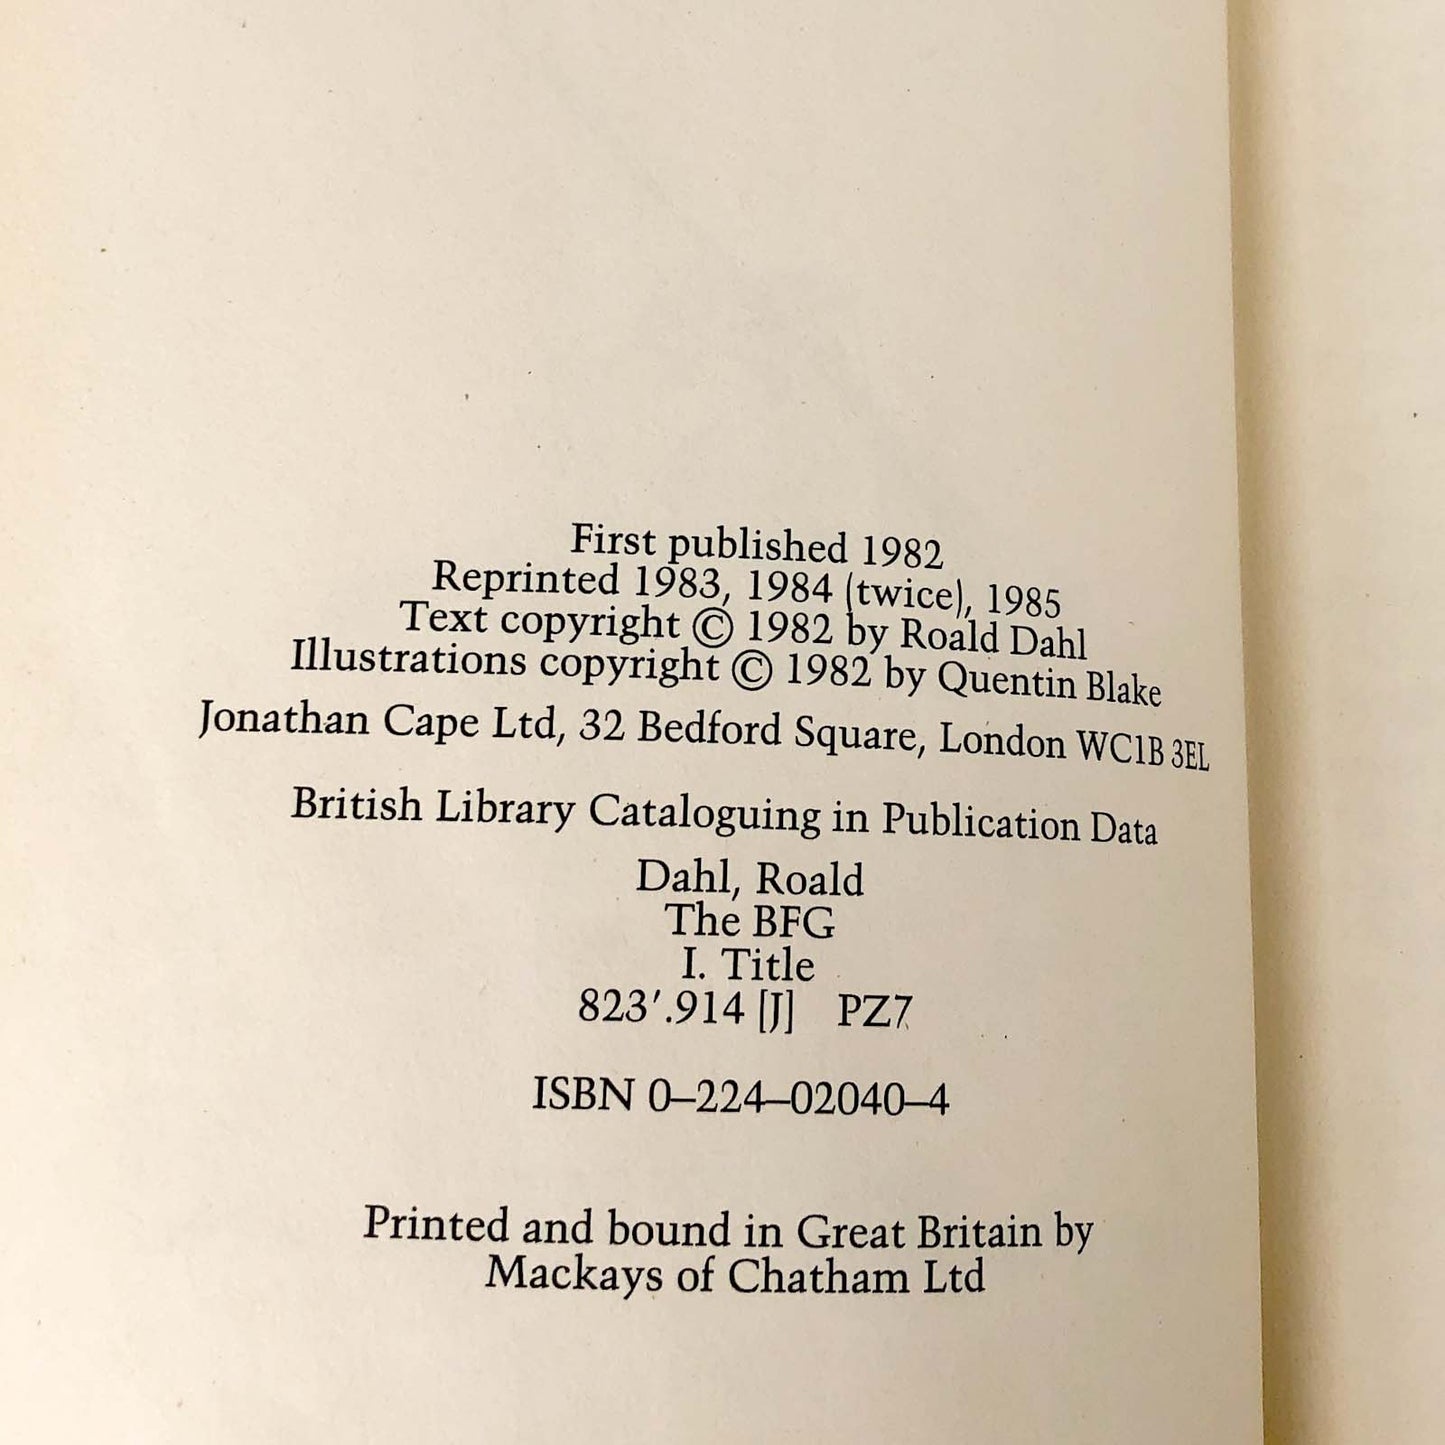 First published 1982
Reprinted 1983, 1984 (twice), 1985
Text copyright © 1982 by Roald Dahl
Illustrations copyright © 1982 by Quentin Blake
Jonathan Cape Ltd, 32 Bedford Square, London WC1B 3EL
British Library Cataloguing in Publication Data
Dahl, Roald
The BFG
I. Title
823′.914 [J] PZ7
ISBN 0–224–02040–4
Printed and bound in Great Britain by
Mackays of Chatham Ltd